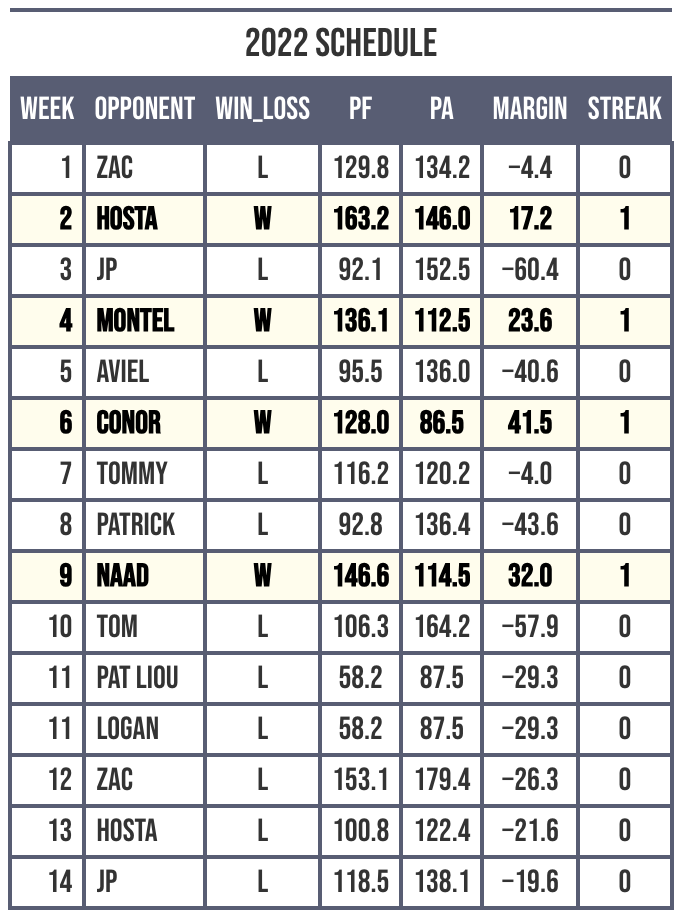 2022 SCHEDULE
WEEK OPPONENT WIN_LOSS PF PA MARGIN STREAK
1 ZAC L 129.8 134.2 −4.4 0
2 HOSTA W 163.2 146.0 17.2 1
3 JP L 92.1 152.5 −60.4 0
4 MONTEL W 136.1 112.5 23.6 1
5 AVIEL L 95.5 136.0 −40.6 0
6 CONOR W 128.0 86.5 41.5 1
7 TOMMY L 116.2 120.2 −4.0 0
8 PATRICK L 92.8 136.4 −43.6 0
9 NAAD W 146.6 114.5 32.0 1
10 TOM L 106.3 164.2 −57.9 0
11 PAT LIOU L 58.2 87.5 −29.3 0
11 LOGAN L 58.2 87.5 −29.3 0
12 ZAC L 153.1 179.4 −26.3 0
13 HOSTA L 100.8 122.4 −21.6 0
14 JP L 118.5 138.1 −19.6 0